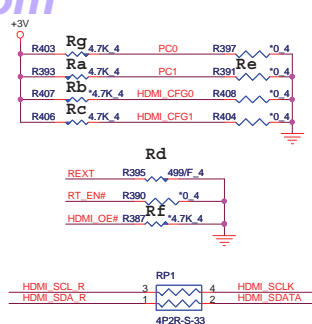 om
+3V
R403 Rg 4.7K_4 PC0 R397 *0_4
R393 Ra 4.7K_4 PC1 R391 Re *0_4
R407 Rb *4.7K_4 HDMI_CFG0 R408 *0_4
R406 Rc 4.7K_4 HDMI_CFG1 R404 *0_4
Rd
REXT R395 499/F_4
RT_EN# R390 *0_4
HDMI_OE# R387 Rf *4.7K_4
RP1
HDMI_SCL_R 3 4 HDMI_SCLK
HDMI_SDA_R 1 2 HDMI_SDATA
4P2R-S-33